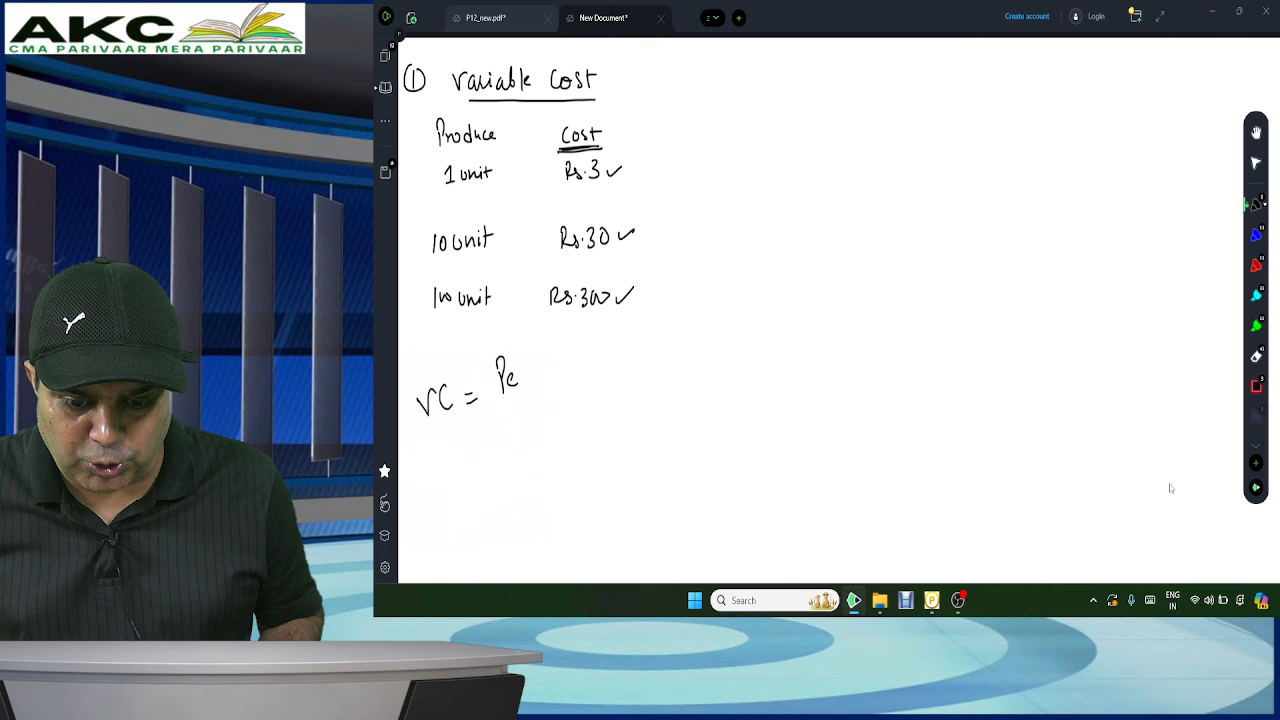 AKC
CMA PARIVAAR MERA PARIVAAR
P12_new.pdf*
New Document*
Create account
Login
① Variable Cost
Produce Cost
1 unit Rs.3 ✓
10 unit Rs.30 ✓
100 unit Rs.300 ✓
VC = Pe
Search
ENG
IN